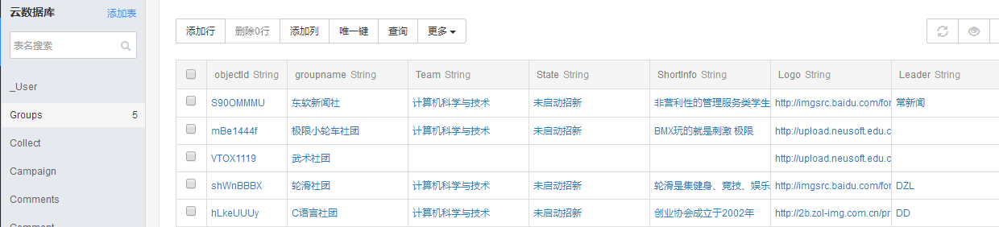 云数据库 添加表
表名搜索
_User
Groups 5
Collect
Campaign
Comments
Comment
添加行 删除0行 添加列 唯一键 查询 更多
objectId String groupname String Team String State String ShortInfo String Logo String Leader String
S90OMMMU 东软新闻社 计算机科学与技术 未启动招新 非营利性的管理服务类学生 http://imgsrc.baidu.com/for 常新闻
mBe1444f 极限小轮车社团 计算机科学与技术 未启动招新 BMX玩的就是刺激 极限 http://upload.neusoft.edu.c
VTOX1119 武术社团 http://upload.neusoft.edu.c
shWnBBBX 轮滑社团 计算机科学与技术 未启动招新 轮滑是集健身、竞技、娱乐 http://imgsrc.baidu.com/for DZL
hLkeUUUy C语言社团 计算机科学与技术 未启动招新 创业协会成立于2002年 http://2b.zol-img.com.cn/pr DD